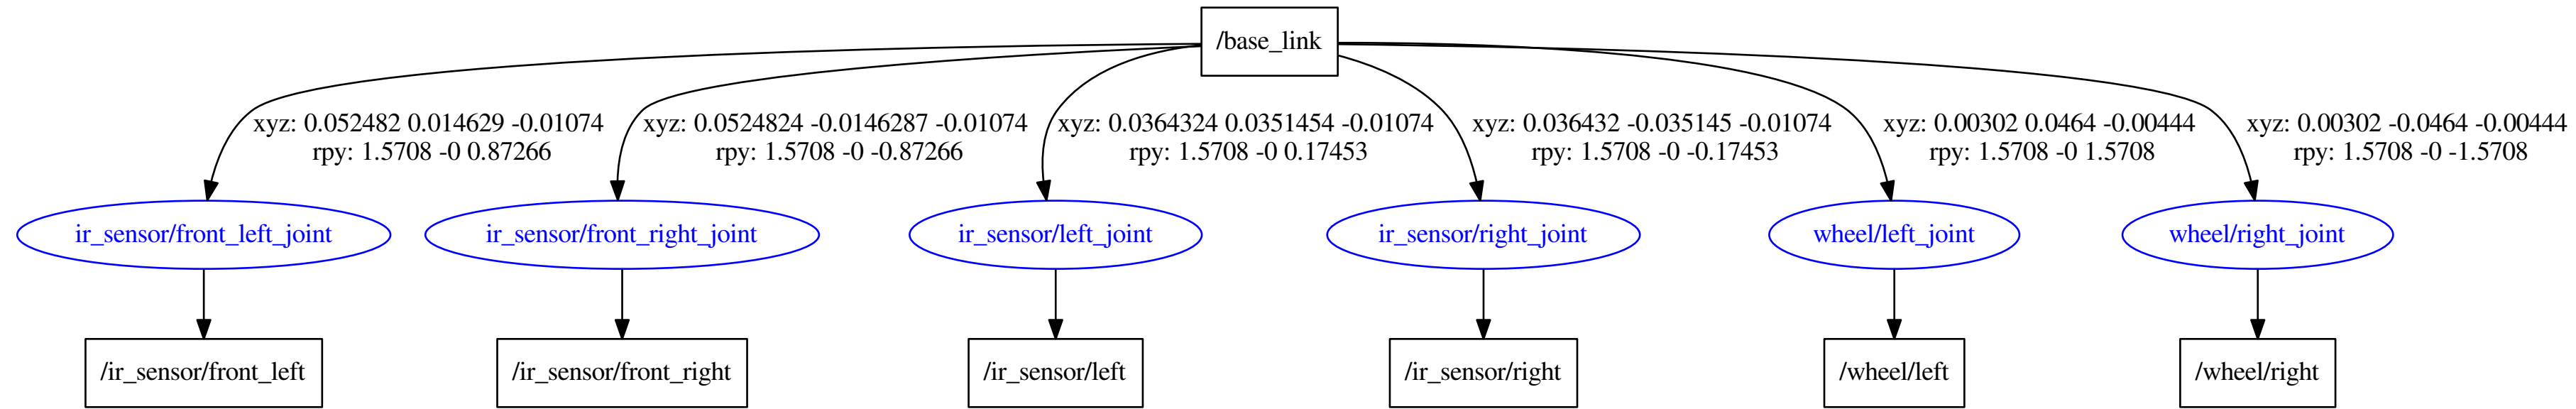 /base_link
xyz: 0.052482 0.014629 -0.01074
rpy: 1.5708 -0 0.87266
xyz: 0.0524824 -0.0146287 -0.01074
rpy: 1.5708 -0 -0.87266
xyz: 0.0364324 0.0351454 -0.01074
rpy: 1.5708 -0 0.17453
xyz: 0.036432 -0.035145 -0.01074
rpy: 1.5708 -0 -0.17453
xyz: 0.00302 0.0464 -0.00444
rpy: 1.5708 -0 1.5708
xyz: 0.00302 -0.0464 -0.00444
rpy: 1.5708 -0 -1.5708
ir_sensor/front_left_joint
ir_sensor/front_right_joint
ir_sensor/left_joint
ir_sensor/right_joint
wheel/left_joint
wheel/right_joint
/ir_sensor/front_left
/ir_sensor/front_right
/ir_sensor/left
/ir_sensor/right
/wheel/left
/wheel/right